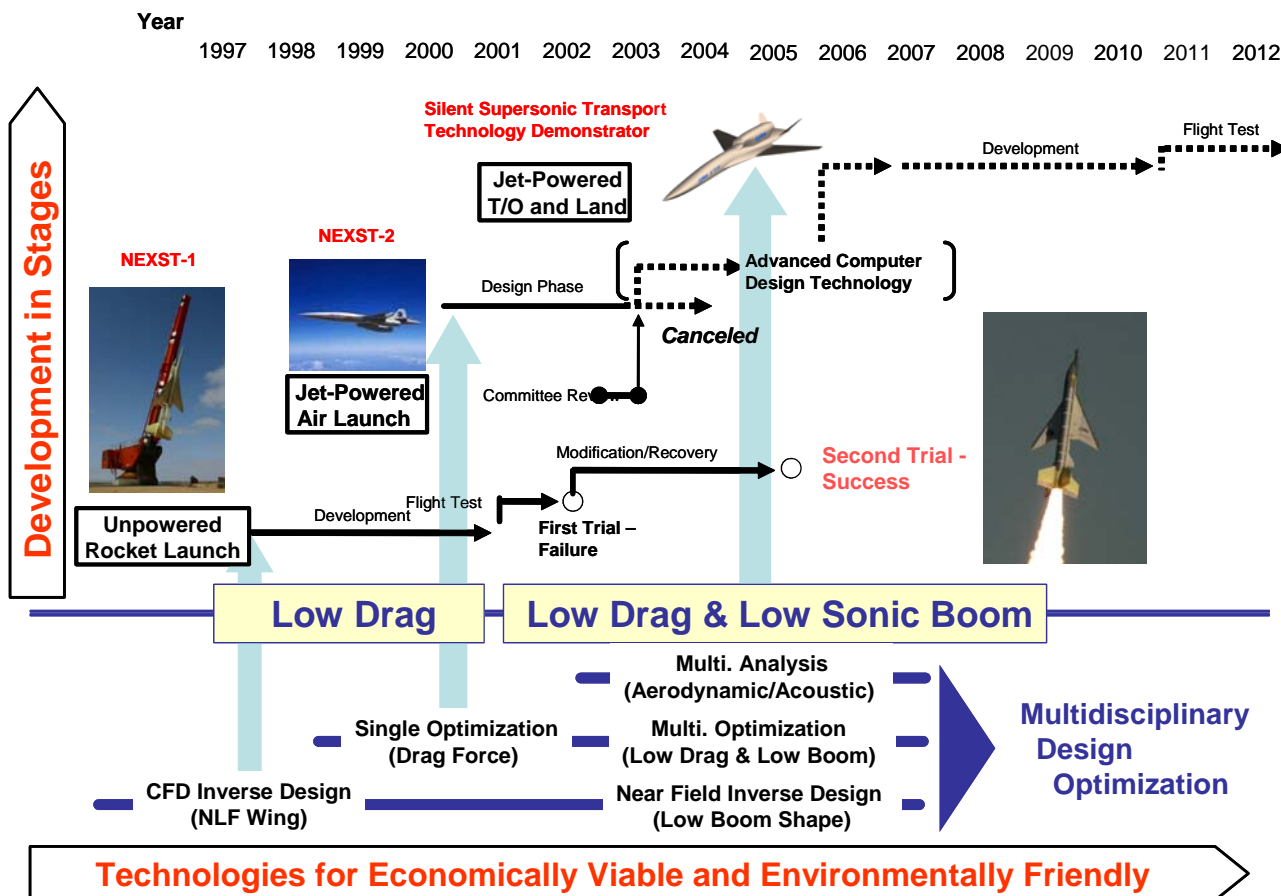 Year
1997 1998 1999 2000 2001 2002 2003 2004 2005 2006 2007 2008 2009 2010 2011 2012
Development in Stages
Silent Supersonic Transport
Technology Demonstrator
Jet-Powered
T/O and Land
Flight Test
Development
NEXST-1
NEXST-2
Design Phase
Advanced Computer
Design Technology
Canceled
Jet-Powered
Air Launch
Committee Review
Modification/Recovery
Second Trial -
Success
Unpowered
Rocket Launch
Development
Flight Test
First Trial –
Failure
Low Drag
Low Drag & Low Sonic Boom
Multi. Analysis
(Aerodynamic/Acoustic)
Single Optimization
(Drag Force)
Multi. Optimization
(Low Drag & Low Boom)
CFD Inverse Design
(NLF Wing)
Near Field Inverse Design
(Low Boom Shape)
Multidisciplinary
Design
Optimization
Technologies for Economically Viable and Environmentally Friendly